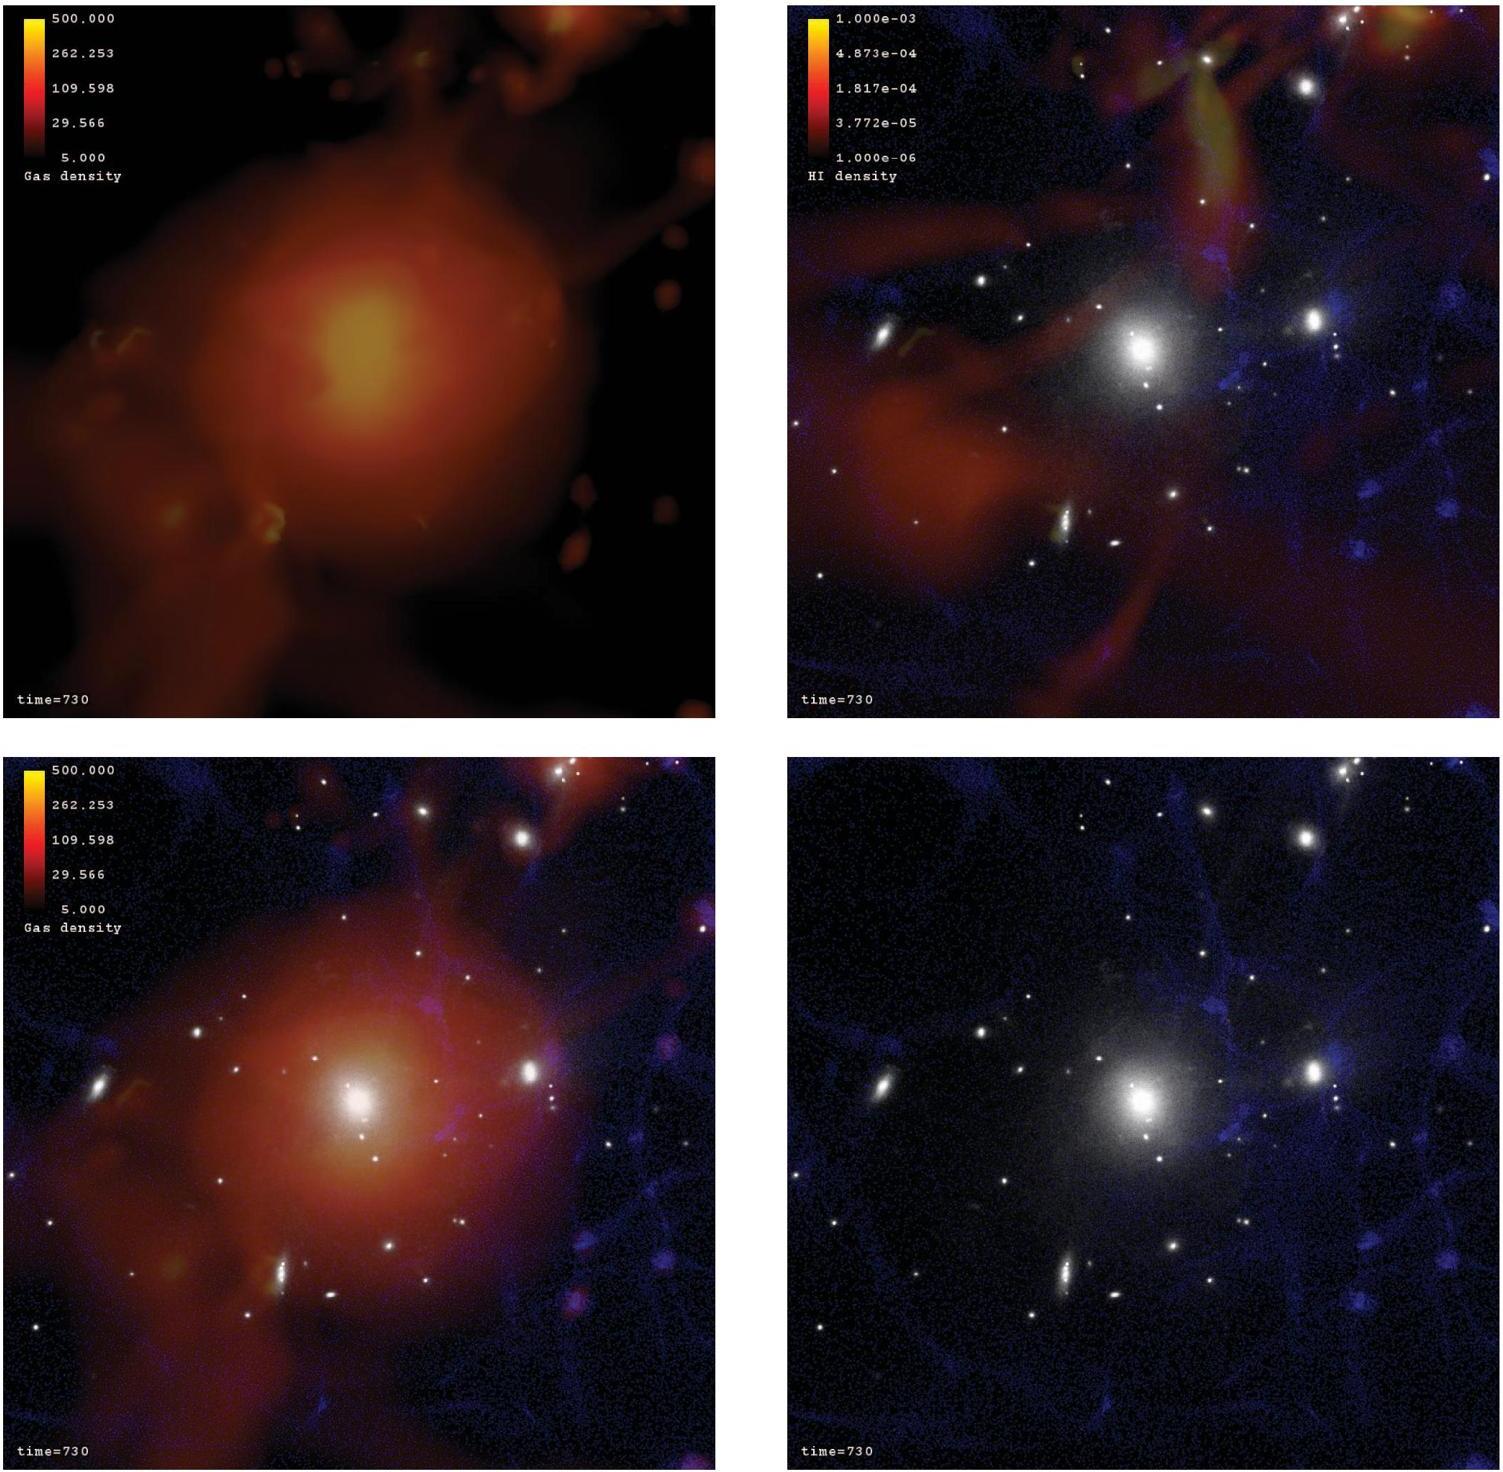 500.000
262.253
109.598
29.566
5.000
Gas density
time=730
1.000e-03
4.873e-04
1.817e-04
3.772e-05
1.000e-06
HI density
time=730
500.000
262.253
109.598
29.566
5.000
Gas density
time=730
time=730